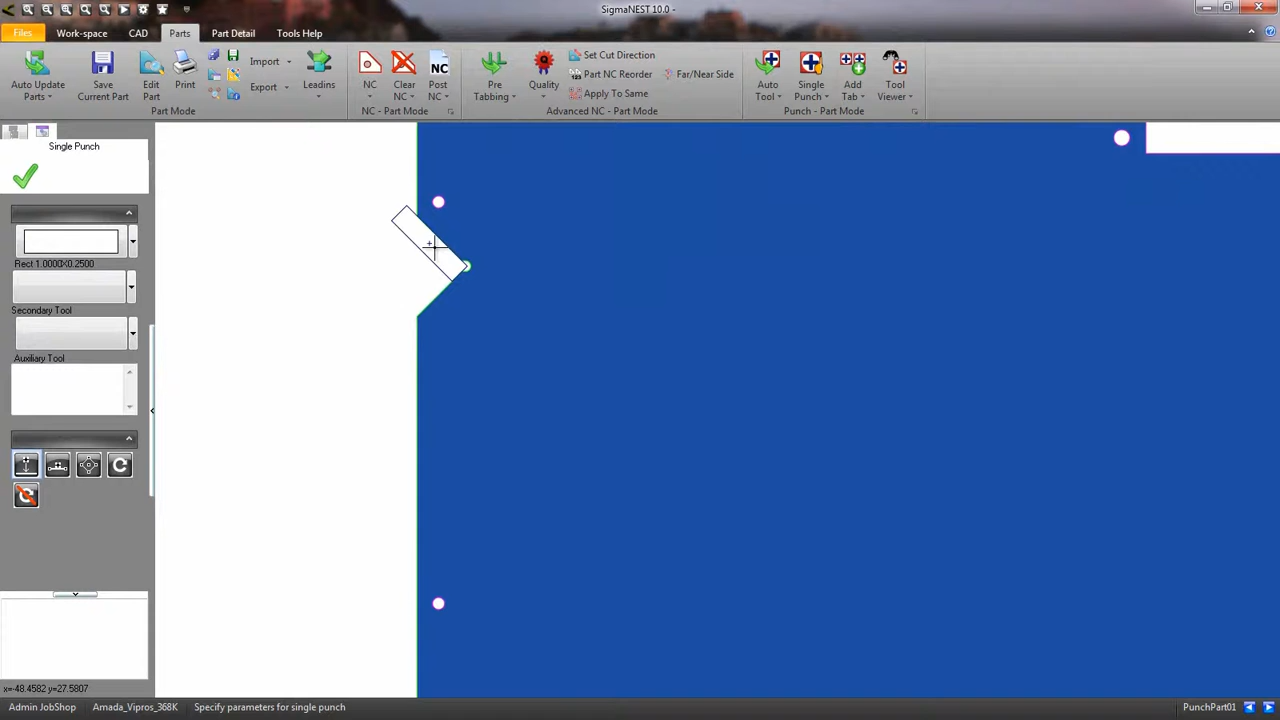 SigmaNEST 10.0 -
Files
Work-space
CAD
Parts
Part Detail
Tools Help
Auto Update Parts
Save Current Part
Edit Part
Print
Import
Export
Leadins
Part Mode
NC
Clear NC
NC
Post NC
NC - Part Mode
Pre Tabbing
Quality
Set Cut Direction
Part NC Reorder
Apply To Same
Far/Near Side
Advanced NC - Part Mode
Auto Tool
Single Punch
Add Tab
Tool Viewer
Punch - Part Mode
Single Punch
Rect 1.0000X0.2500
Secondary Tool
Auxiliary Tool
x=-48.4582 y=27.5807
Admin JobShop
Amada_Vipros_368K
Specify parameters for single punch
PunchPart01